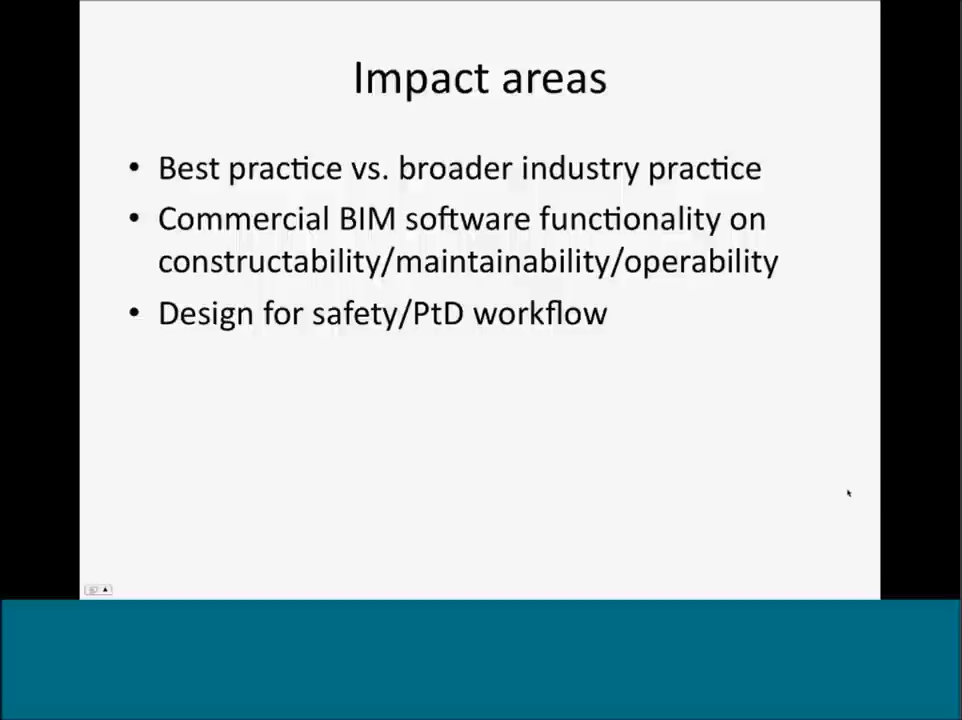 Impact areas
• Best practice vs. broader industry practice
• Commercial BIM software functionality on
constructability/maintainability/operability
• Design for safety/PtD workflow